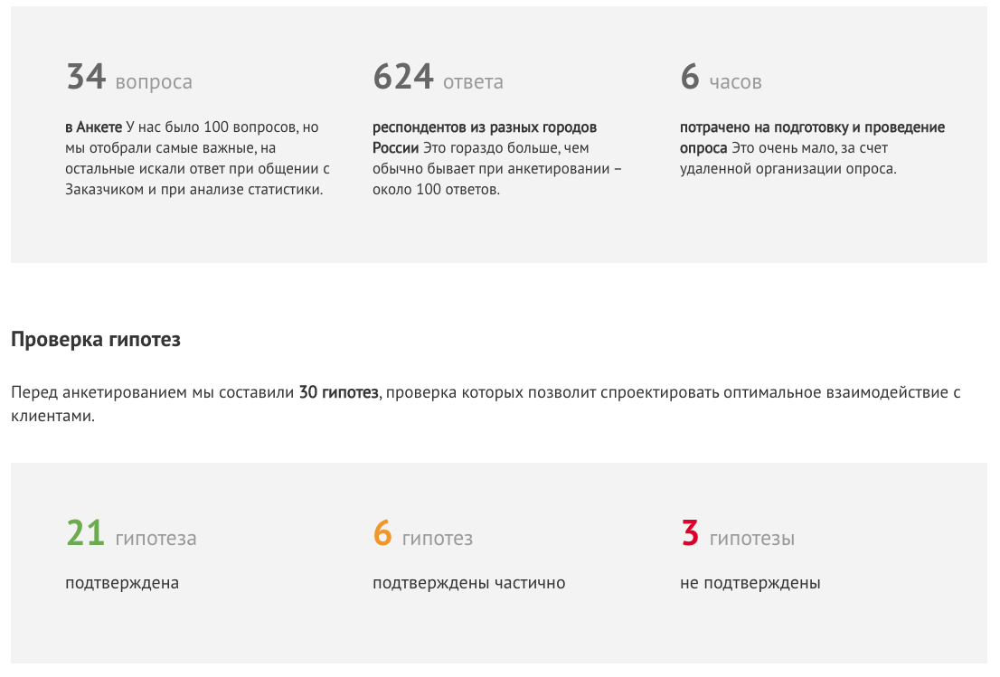 34 вопроса
в Анкете У нас было 100 вопросов, но
мы отобрали самые важные, на
остальные искали ответ при общении с
Заказчиком и при анализе статистики.
624 ответа
респондентов из разных городов
России Это гораздо больше, чем
обычно бывает при анкетировании –
около 100 ответов.
6 часов
потрачено на подготовку и проведение
опроса Это очень мало, за счет
удаленной организации опроса.
Проверка гипотез
Перед анкетированием мы составили 30 гипотез, проверка которых позволит спроектировать оптимальное взаимодействие с
клиентами.
21 гипотеза
подтверждена
6 гипотез
подтверждены частично
3 гипотезы
не подтверждены